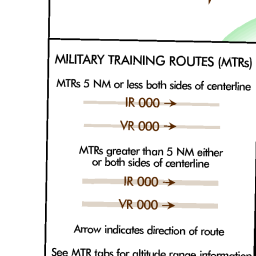 MILITARY TRAINING ROUTES (MTRs)
MTRs 5 NM or less both sides of centerline
IR 000 →
VR 000 →
MTRs greater than 5 NM either
or both sides of centerline
IR 000 →
VR 000 →
Arrow indicates direction of route
See MTR tabs for altitude range information